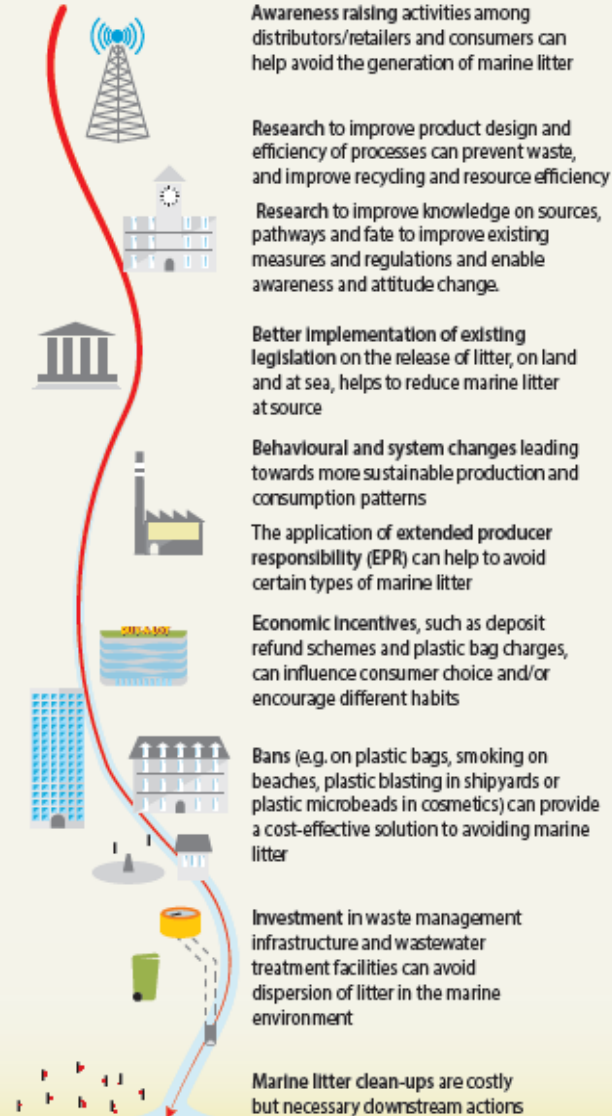 Awareness raising activities among
distributors/retailers and consumers can
help avoid the generation of marine litter
Research to improve product design and
efficiency of processes can prevent waste,
and improve recycling and resource efficiency
Research to improve knowledge on sources,
pathways and fate to improve existing
measures and regulations and enable
awareness and attitude change.
Better implementation of existing
legislation on the release of litter, on land
and at sea, helps to reduce marine litter
at source
Behavioural and system changes leading
towards more sustainable production and
consumption patterns
The application of extended producer
responsibility (EPR) can help to avoid
certain types of marine litter
Economic incentives, such as deposit
refund schemes and plastic bag charges,
can influence consumer choice and/or
encourage different habits
Bans (e.g. on plastic bags, smoking on
beaches, plastic blasting in shipyards or
plastic microbeads in cosmetics) can provide
a cost-effective solution to avoiding marine
litter
Investment in waste management
infrastructure and wastewater
treatment facilities can avoid
dispersion of litter in the marine
environment
Marine litter clean-ups are costly
but necessary downstream actions